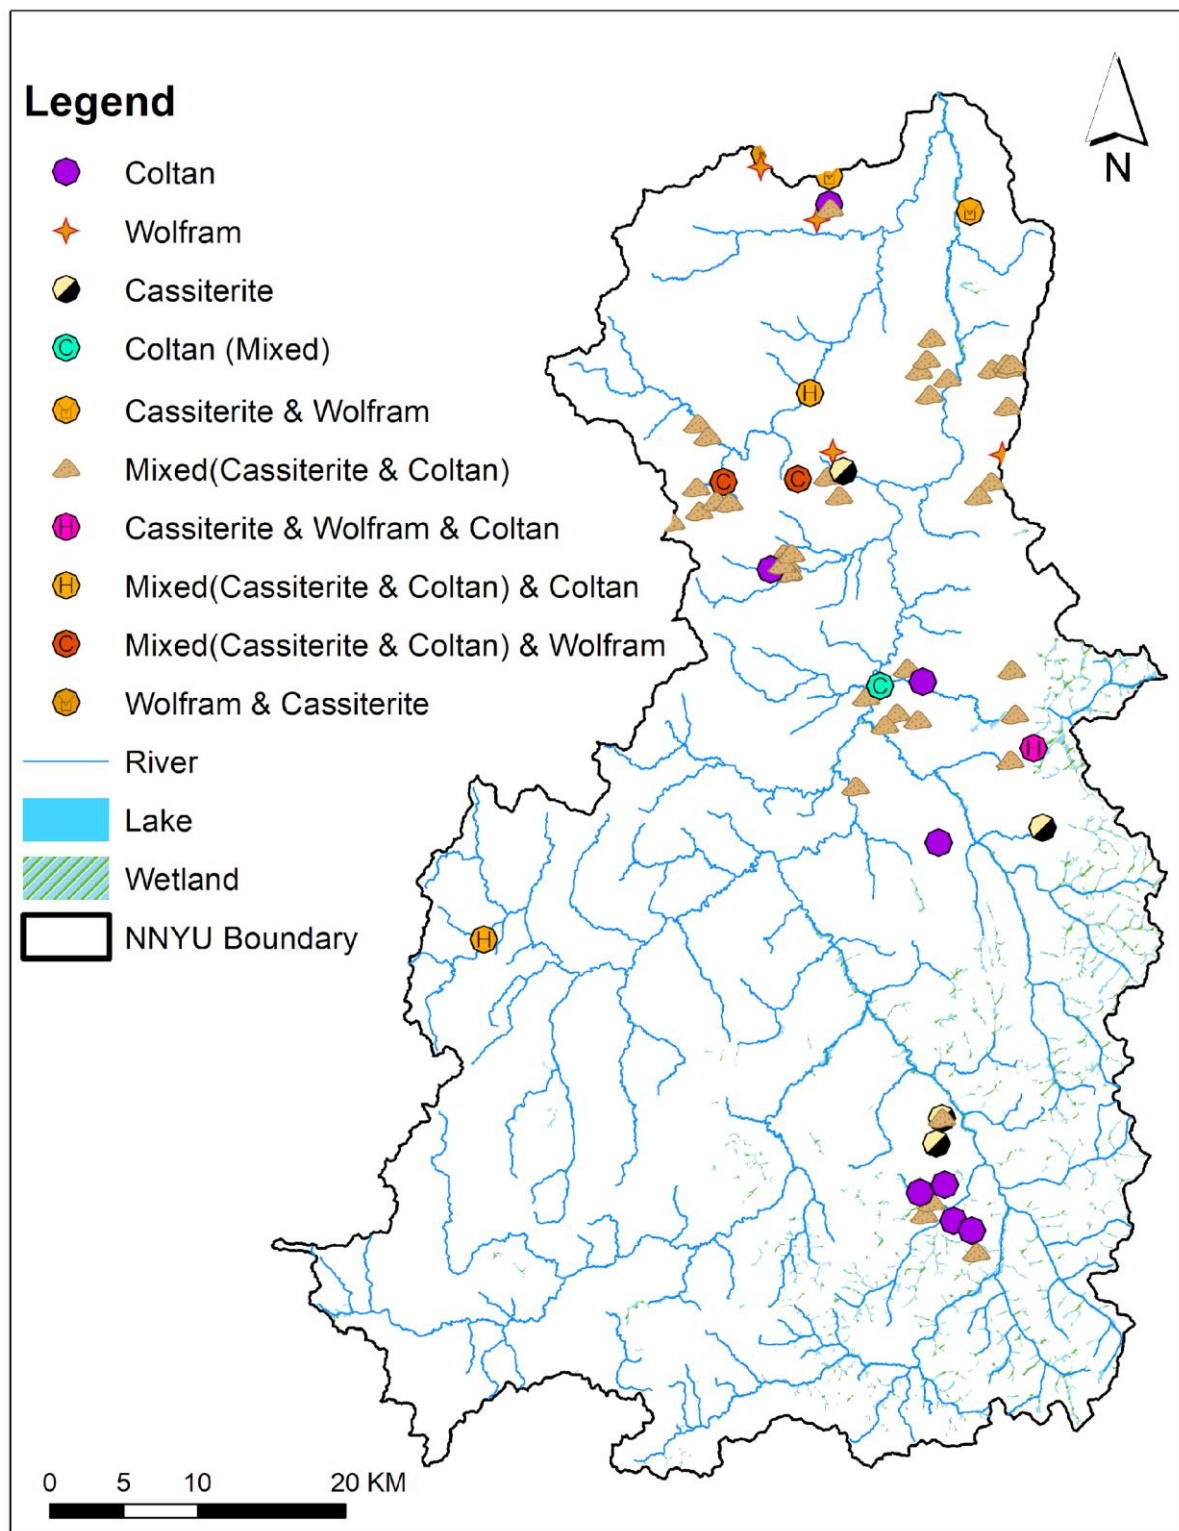 Legend
Coltan
Wolfram
Cassiterite
C Coltan (Mixed)
M Cassiterite & Wolfram
Mixed(Cassiterite & Coltan)
H Cassiterite & Wolfram & Coltan
H Mixed(Cassiterite & Coltan) & Coltan
C Mixed(Cassiterite & Coltan) & Wolfram
M Wolfram & Cassiterite
River
Lake
Wetland
NNYU Boundary
N
M
M
H
C
C
C
H
H
0 5 10 20 KM